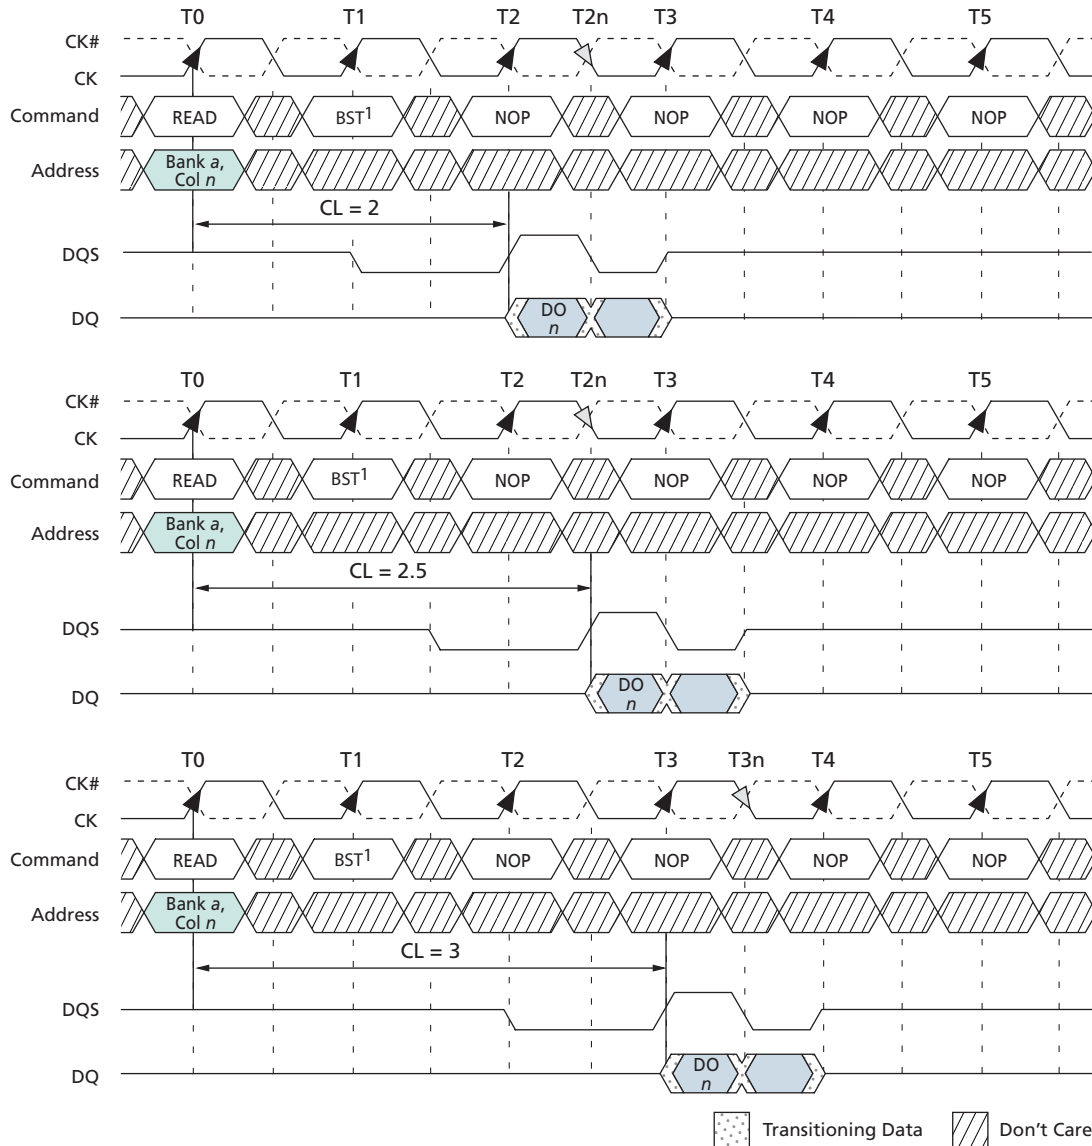 T0 T1 T2 T2n T3 T4 T5
CK#
CK
Command READ BST1 NOP NOP NOP NOP
Address Bank a,
Col n
CL = 2
DQS
DQ DO
n
T0 T1 T2 T2n T3 T4 T5
CK#
CK
Command READ BST1 NOP NOP NOP NOP
Address Bank a,
Col n
CL = 2.5
DQS
DQ DO
n
T0 T1 T2 T3 T3n T4 T5
CK#
CK
Command READ BST1 NOP NOP NOP NOP
Address Bank a,
Col n
CL = 3
DQS
DQ DO
n
Transitioning Data Don't Care